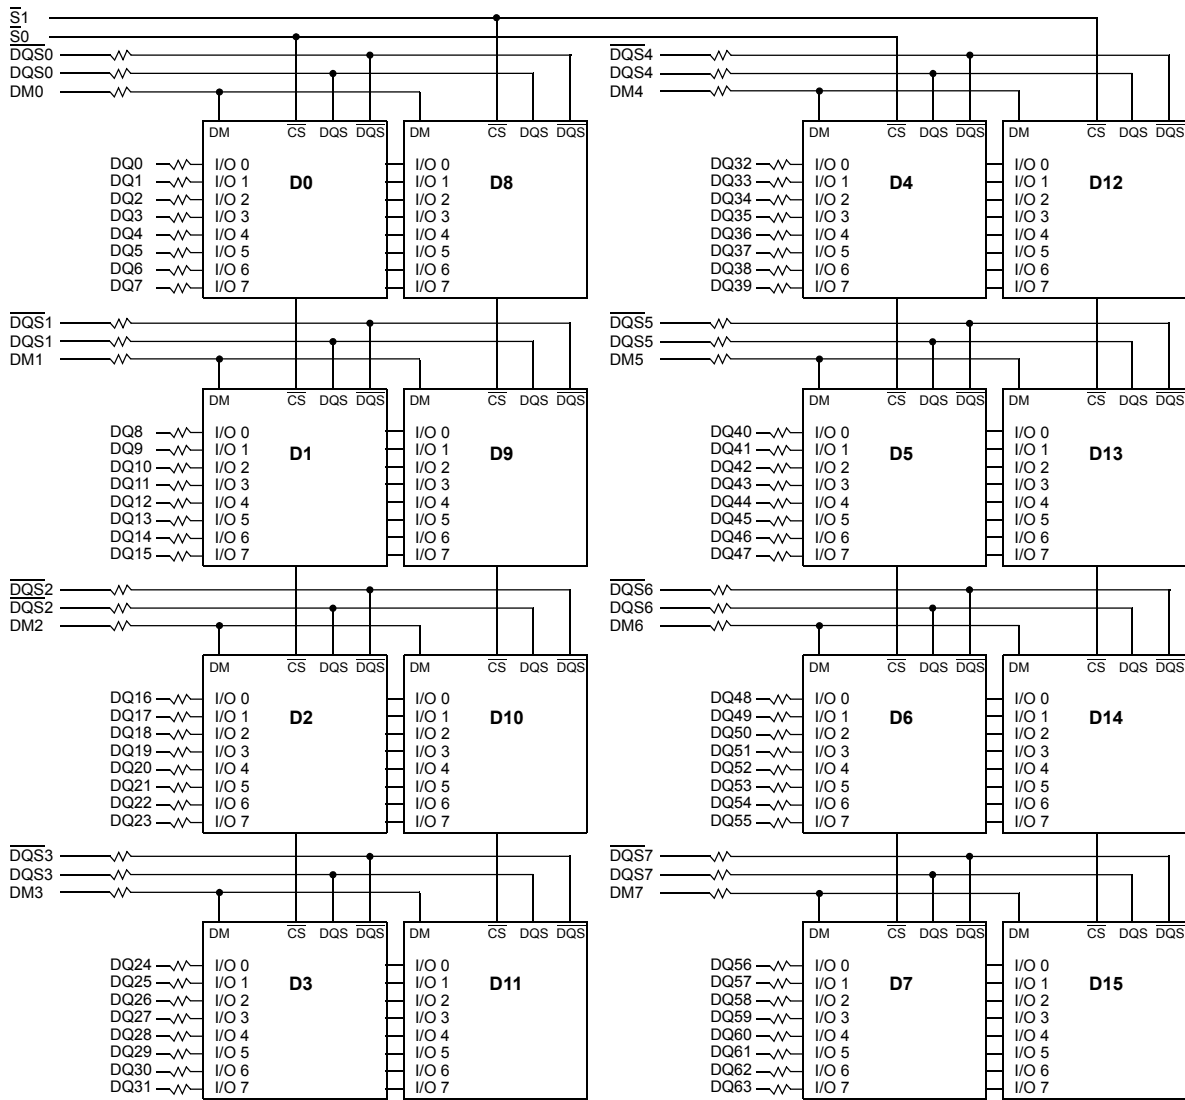 S1
S0
DQS0
DQS0
DM0
DM CS DQS DQS
DM CS DQS DQS
DQ0 I/O 0 I/O 0
DQ1 I/O 1 D0 I/O 1 D8
DQ2 I/O 2 I/O 2
DQ3 I/O 3 I/O 3
DQ4 I/O 4 I/O 4
DQ5 I/O 5 I/O 5
DQ6 I/O 6 I/O 6
DQ7 I/O 7 I/O 7
DQS1
DQS1
DM1
DM CS DQS DQS
DM CS DQS DQS
DQ8 I/O 0 I/O 0
DQ9 I/O 1 D1 I/O 1 D9
DQ10 I/O 2 I/O 2
DQ11 I/O 3 I/O 3
DQ12 I/O 4 I/O 4
DQ13 I/O 5 I/O 5
DQ14 I/O 6 I/O 6
DQ15 I/O 7 I/O 7
DQS2
DQS2
DM2
DM CS DQS DQS
DM CS DQS DQS
DQ16 I/O 0 I/O 0
DQ17 I/O 1 D2 I/O 1 D10
DQ18 I/O 2 I/O 2
DQ19 I/O 3 I/O 3
DQ20 I/O 4 I/O 4
DQ21 I/O 5 I/O 5
DQ22 I/O 6 I/O 6
DQ23 I/O 7 I/O 7
DQS3
DQS3
DM3
DM CS DQS DQS
DM CS DQS DQS
DQ24 I/O 0 I/O 0
DQ25 I/O 1 D3 I/O 1 D11
DQ26 I/O 2 I/O 2
DQ27 I/O 3 I/O 3
DQ28 I/O 4 I/O 4
DQ29 I/O 5 I/O 5
DQ30 I/O 6 I/O 6
DQ31 I/O 7 I/O 7
DQS4
DQS4
DM4
DM CS DQS DQS
DM CS DQS DQS
DQ32 I/O 0 I/O 0
DQ33 I/O 1 D4 I/O 1 D12
DQ34 I/O 2 I/O 2
DQ35 I/O 3 I/O 3
DQ36 I/O 4 I/O 4
DQ37 I/O 5 I/O 5
DQ38 I/O 6 I/O 6
DQ39 I/O 7 I/O 7
DQS5
DQS5
DM5
DM CS DQS DQS
DM CS DQS DQS
DQ40 I/O 0 I/O 0
DQ41 I/O 1 D5 I/O 1 D13
DQ42 I/O 2 I/O 2
DQ43 I/O 3 I/O 3
DQ44 I/O 4 I/O 4
DQ45 I/O 5 I/O 5
DQ46 I/O 6 I/O 6
DQ47 I/O 7 I/O 7
DQS6
DQS6
DM6
DM CS DQS DQS
DM CS DQS DQS
DQ48 I/O 0 I/O 0
DQ49 I/O 1 D6 I/O 1 D14
DQ50 I/O 2 I/O 2
DQ51 I/O 3 I/O 3
DQ52 I/O 4 I/O 4
DQ53 I/O 5 I/O 5
DQ54 I/O 6 I/O 6
DQ55 I/O 7 I/O 7
DQS7
DQS7
DM7
DM CS DQS DQS
DM CS DQS DQS
DQ56 I/O 0 I/O 0
DQ57 I/O 1 D7 I/O 1 D15
DQ58 I/O 2 I/O 2
DQ59 I/O 3 I/O 3
DQ60 I/O 4 I/O 4
DQ61 I/O 5 I/O 5
DQ62 I/O 6 I/O 6
DQ63 I/O 7 I/O 7